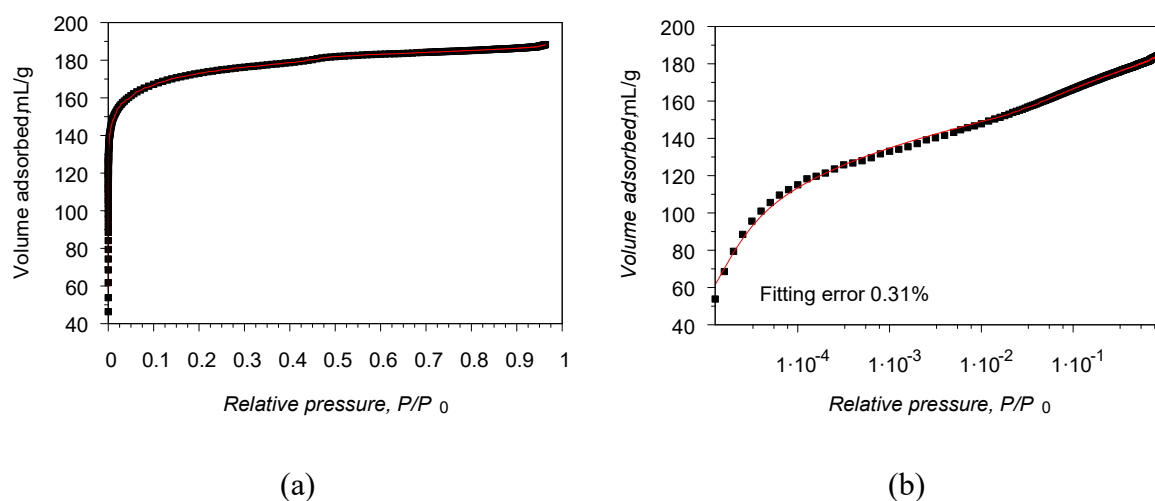 200
180
160
140
120
100
80
60
40
Volume adsorbed,mL/g
0 0.1 0.2 0.3 0.4 0.5 0.6 0.7 0.8 0.9 1
Relative pressure, P/P 0
(a)
200
180
160
140
120
100
80
60
40
Volume adsorbed,mL/g
Fitting error 0.31%
1·10-4 1·10-3 1·10-2 1·10-1
Relative pressure, P/P 0
(b)